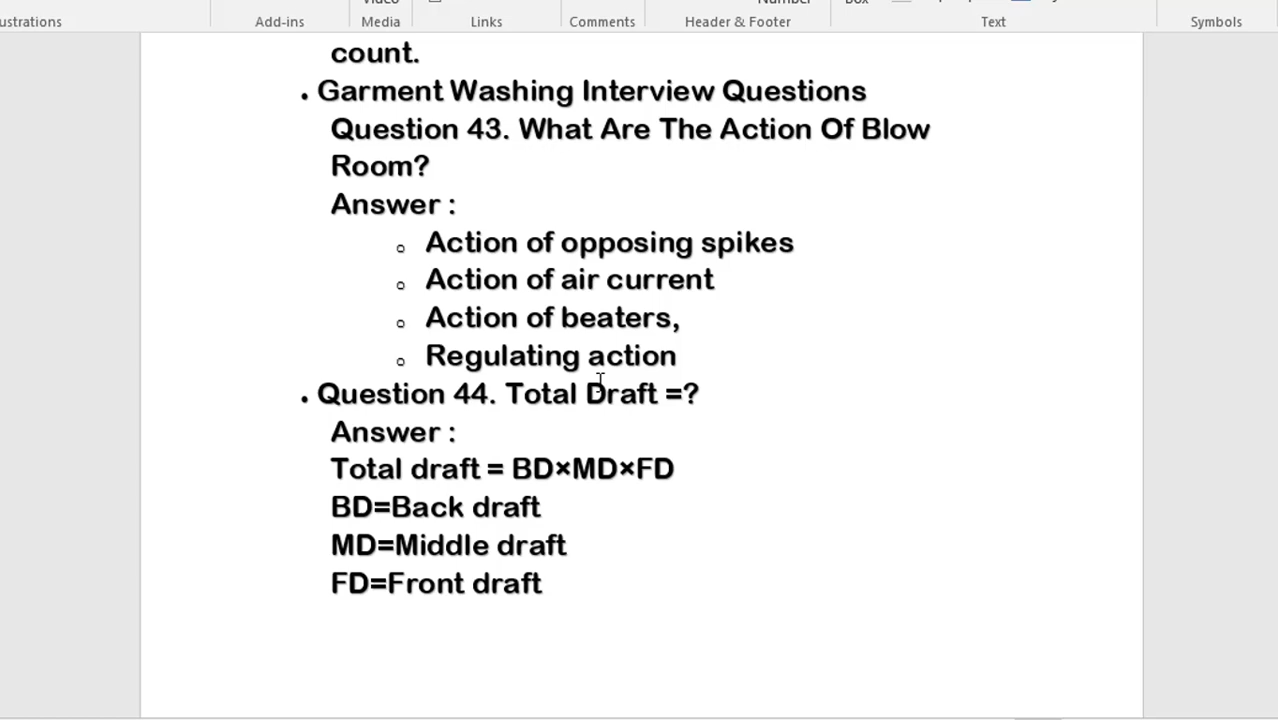 Add-ins Media Links Comments Header & Footer Text Symbols
count.
• Garment Washing Interview Questions
Question 43. What Are The Action Of Blow
Room?
Answer :
o Action of opposing spikes
o Action of air current
o Action of beaters,
o Regulating action
• Question 44. Total Draft =?
Answer :
Total draft = BD×MD×FD
BD=Back draft
MD=Middle draft
FD=Front draft